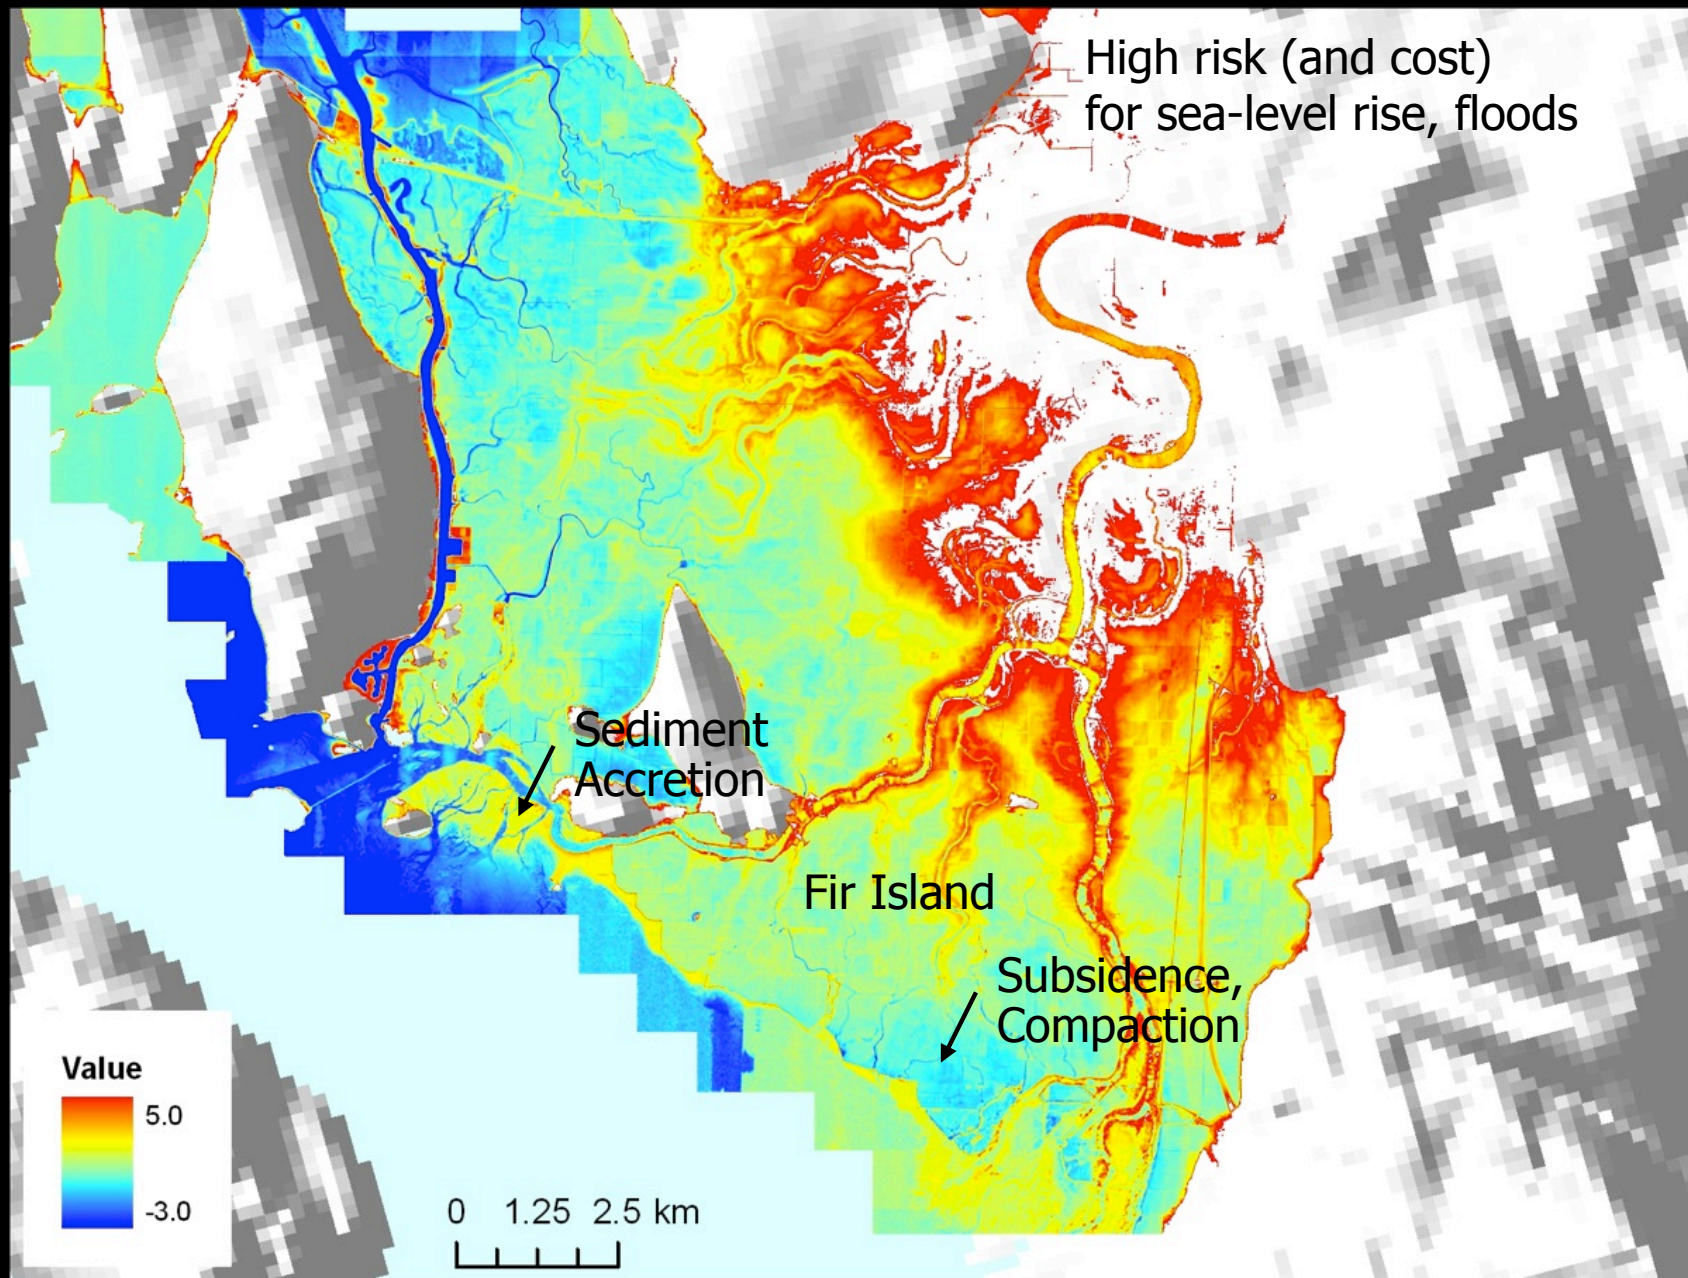 High risk (and cost)
for sea-level rise, floods
Sediment
Accretion
Fir Island
Subsidence,
Compaction
Value
5.0
-3.0
0 1.25 2.5 km